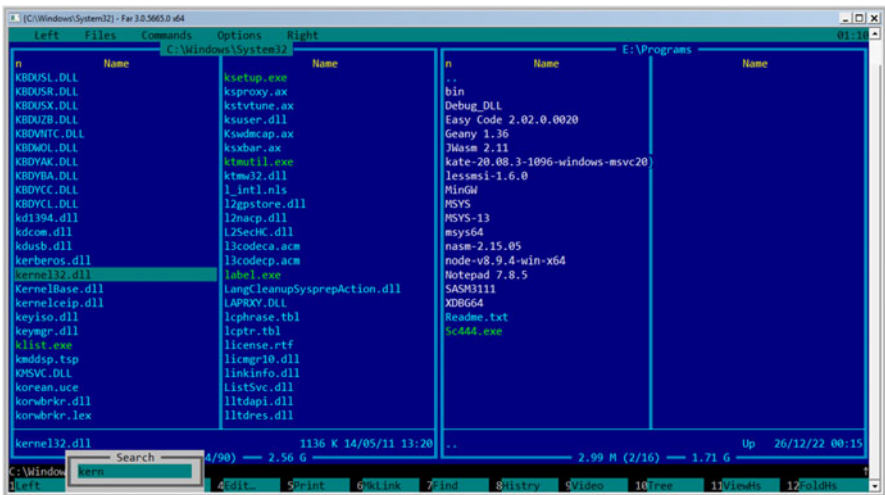 {C:\Windows\System32} - Far 3.0.5665.0 x64
Left Files Commands Options Right 01:10
C:\Windows\System32
n Name Name
KBDUSL.DLL ksetup.exe
KBDUSR.DLL ksproxy.ax
KBDUSX.DLL kstvtune.ax
KBDUZB.DLL ksuser.dll
KBDVNTC.DLL Kswdmcap.ax
KBDWOL.DLL ksxbar.ax
KBDYAK.DLL ktmutil.exe
KBDYBA.DLL ktmw32.dll
KBDYCC.DLL l_intl.nls
KBDYCL.DLL l2gpstore.dll
kd1394.dll l2nacp.dll
kdcom.dll L2SecHC.dll
kdusb.dll l3codeca.acm
kerberos.dll l3codecp.acm
kernel32.dll label.exe
KernelBase.dll LangCleanupSysprepAction.dll
kernelceip.dll LAPRXY.DLL
keyiso.dll lcphrase.tbl
keymgr.dll lcptr.tbl
klist.exe license.rtf
kmddsp.tsp licmgr10.dll
KMSVC.DLL linkinfo.dll
korean.uce ListSvc.dll
korwbrkr.dll lltdapi.dll
korwbrkr.lex lltdres.dll
kernel32.dll 1136 K 14/05/11 13:20
4/90) 2.56 G
E:\Programs
n Name Name
..
bin
Debug_DLL
Easy Code 2.02.0.0020
Geany 1.36
JWasm 2.11
kate-20.08.3-1096-windows-msvc20}
lessmsi-1.6.0
MinGW
MSYS
MSYS-13
msys64
nasm-2.15.05
node-v8.9.4-win-x64
Notepad 7.8.5
SASM3111
XDBG64
Readme.txt
Sc444.exe
.. Up 26/12/22 00:15
2.99 M (2/16) 1.71 G
Search
kern
C:\Window
1Left 4Edit… 5Print 6MkLink 7Find 8Histry 9Video 10Tree 11ViewHs 12FoldHs